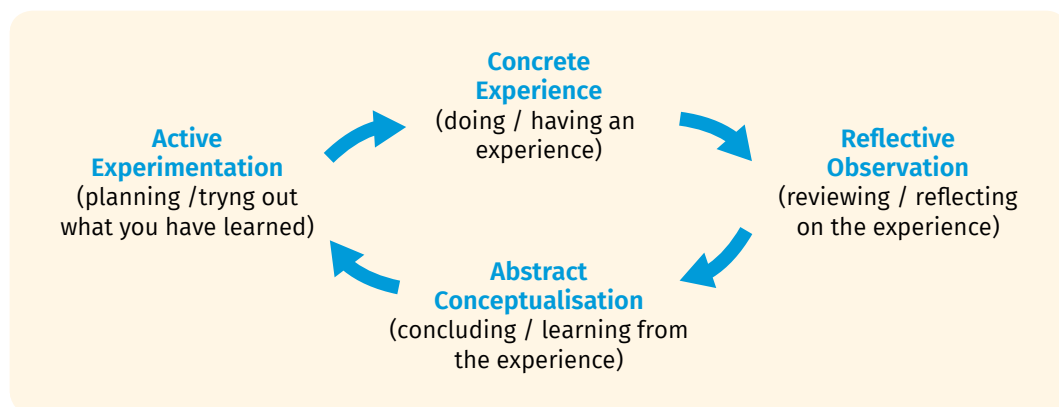 Concrete
Experience
(doing / having an
experience)
Reflective
Observation
(reviewing / reflecting
on the experience)
Abstract
Conceptualisation
(concluding / learning from
the experience)
Active
Experimentation
(planning /tryng out
what you have learned)